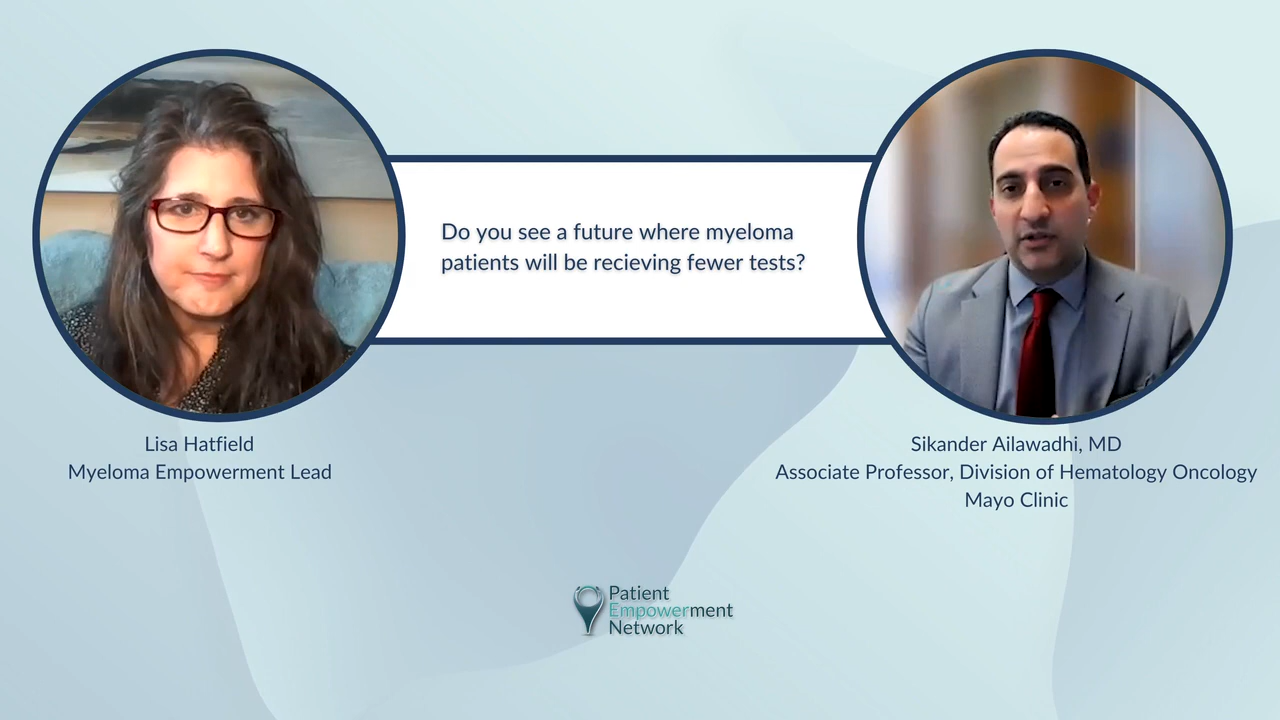 Do you see a future where myeloma
patients will be recieving fewer tests?
Lisa Hatfield
Myeloma Empowerment Lead
Sikander Ailawadhi, MD
Associate Professor, Division of Hematology Oncology
Mayo Clinic
Patient
Empowerment
Network